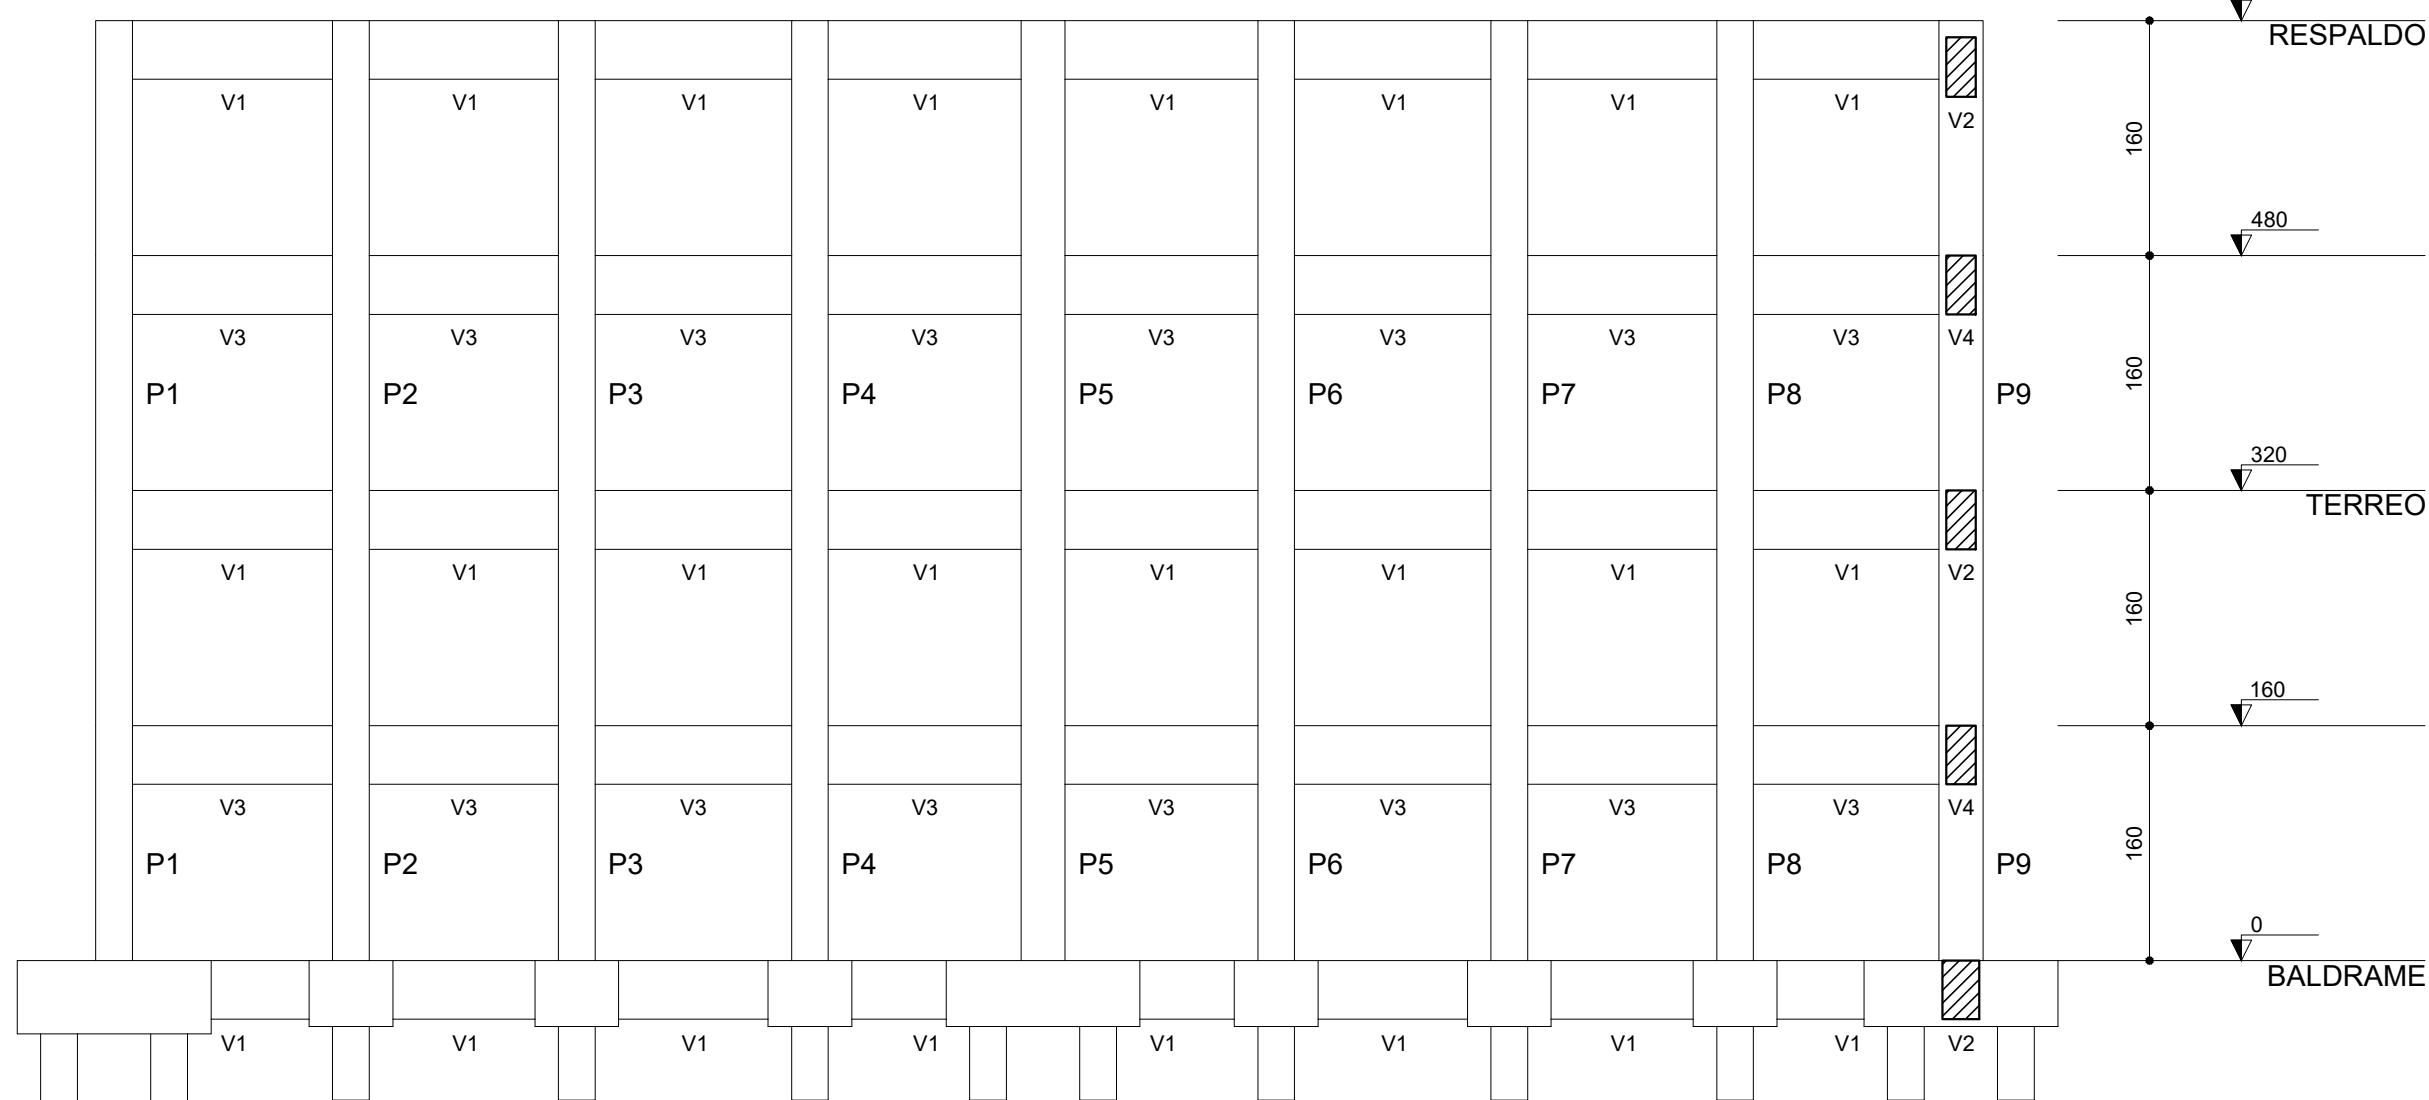 RESPALDO
V1 V1 V1 V1 V1 V1 V1 V1
V2
160
480
V3 V3 V3 V3 V3 V3 V3 V3 V4
160
P1 P2 P3 P4 P5 P6 P7 P8 P9
320
TERREO
V1 V1 V1 V1 V1 V1 V1 V1 V2
160
160
V3 V3 V3 V3 V3 V3 V3 V3 V4
160
P1 P2 P3 P4 P5 P6 P7 P8 P9
0
BALDRAME
V1 V1 V1 V1 V1 V1 V1 V1 V2